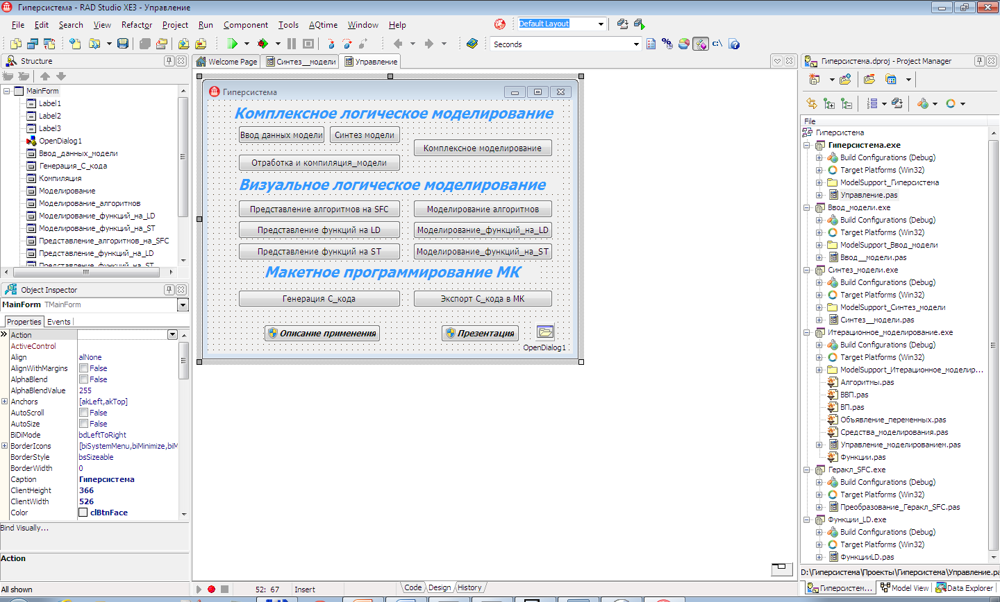 Гиперсистема - RAD Studio XE3 - Управление
File Edit Search View Refactor Project Run Component Tools AQtime Window Help
Default Layout
Seconds
C:\
Structure
MainForm
Label1
Label2
Label3
OpenDialog1
Ввод_данных_модели
Генерация_С_кода
Компиляция
Моделирование
Моделирование_алгоритмов
Моделирование_функций_на_LD
Моделирование_функций_на_ST
Представление_алгоритмов_на_SFC
Представление_функций_на_LD
Представление_функций_на_ST
Object Inspector
MainForm TMainForm
Properties Events
Action
ActiveControl
Align alNone
AlignWithMargins False
AlphaBlend False
AlphaBlendValue 255
Anchors [akLeft,akTop]
AutoScroll False
AutoSize False
BiDiMode bdLeftToRight
BorderIcons [biSystemMenu,biMinimize,biM
BorderStyle bsSizeable
BorderWidth 0
Caption Гиперсистема
ClientHeight 366
ClientWidth 526
Color clBtnFace
Bind Visually...
Action
All shown
Welcome Page Синтез__модели Управление
Гиперсистема
Комплексное логическое моделирование
Ввод данных модели Синтез модели
Комплексное моделирование
Отработка и компиляция_модели
Визуальное логическое моделирование
Представление алгоритмов на SFC Моделирование алгоритмов
Представление функций на LD Моделирование_функций_на_LD
Представление функций на ST Моделирование_функций_на_ST
Макетное программирование МК
Генерация С_кода Экспорт С_кода в МК
Описание применения Презентация
OpenDialog1
52: 67 Insert Code Design History
Гиперсистема.dproj - Project Manager
File
Гиперсистема
Гиперсистема.exe
Build Configurations (Debug)
Target Platforms (Win32)
ModelSupport_Гиперсистема
Управление.pas
Ввод_модели.exe
Build Configurations (Debug)
Target Platforms (Win32)
ModelSupport_Ввод_модели
Ввод__модели.pas
Синтез_модели.exe
Build Configurations (Debug)
Target Platforms (Win32)
ModelSupport_Синтез_модели
Синтез__модели.pas
Итерационное_моделирование.exe
Build Configurations (Debug)
Target Platforms (Win32)
ModelSupport_Итерационное_моделир...
Алгоритмы.pas
ВВП.pas
ВП.pas
Объявление_переменных.pas
Средства_моделирования.pas
Управление_моделированием.pas
Функции.pas
Геракл_SFC.exe
Build Configurations (Debug)
Target Platforms (Win32)
Преобразование_Геракл_SFC.pas
Функции_LD.exe
Build Configurations (Debug)
Target Platforms (Win32)
ФункцииLD.pas
D:\Гиперсистема\Проекты\Гиперсистема\Управление.pa
Гиперсистем... Model View Data Explorer